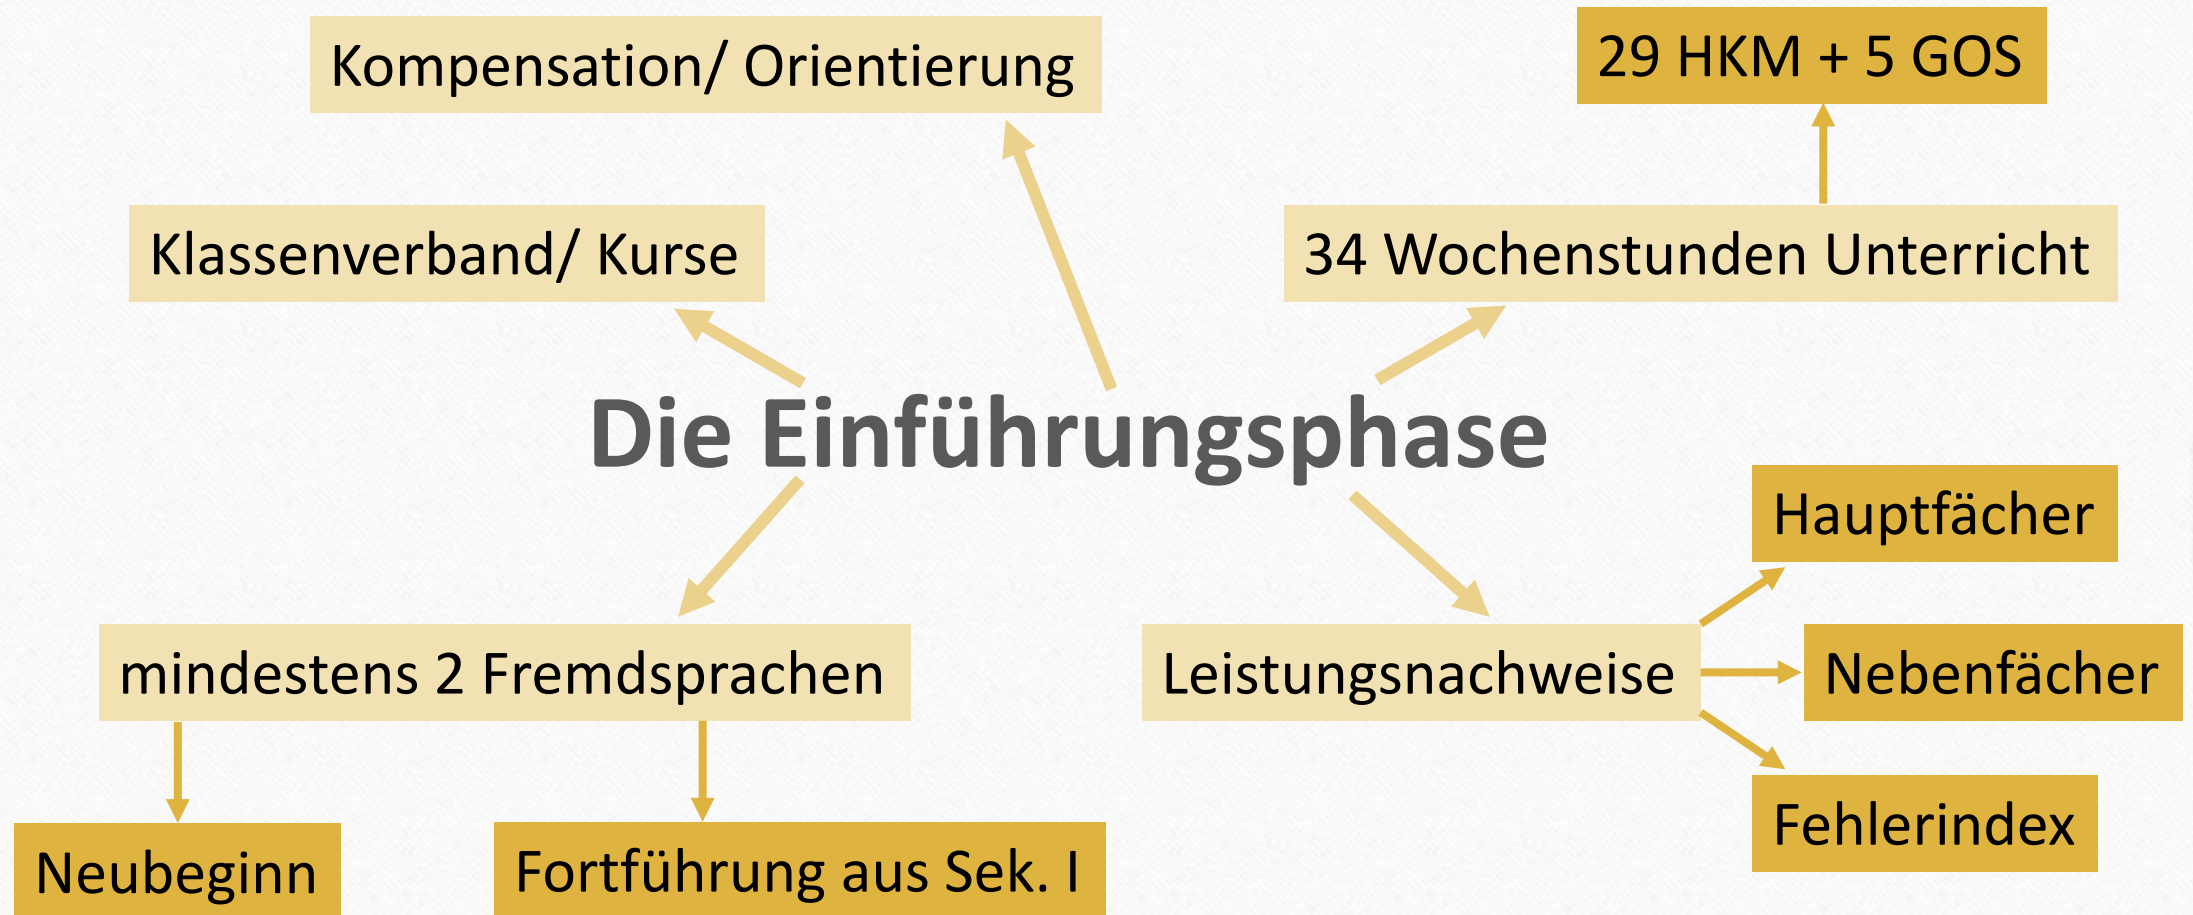 Kompensation/ Orientierung
29 HKM + 5 GOS
Klassenverband/ Kurse
34 Wochenstunden Unterricht
Die Einführungsphase
Hauptfächer
mindestens 2 Fremdsprachen
Leistungsnachweise
Nebenfächer
Fehlerindex
Neubeginn
Fortführung aus Sek. I